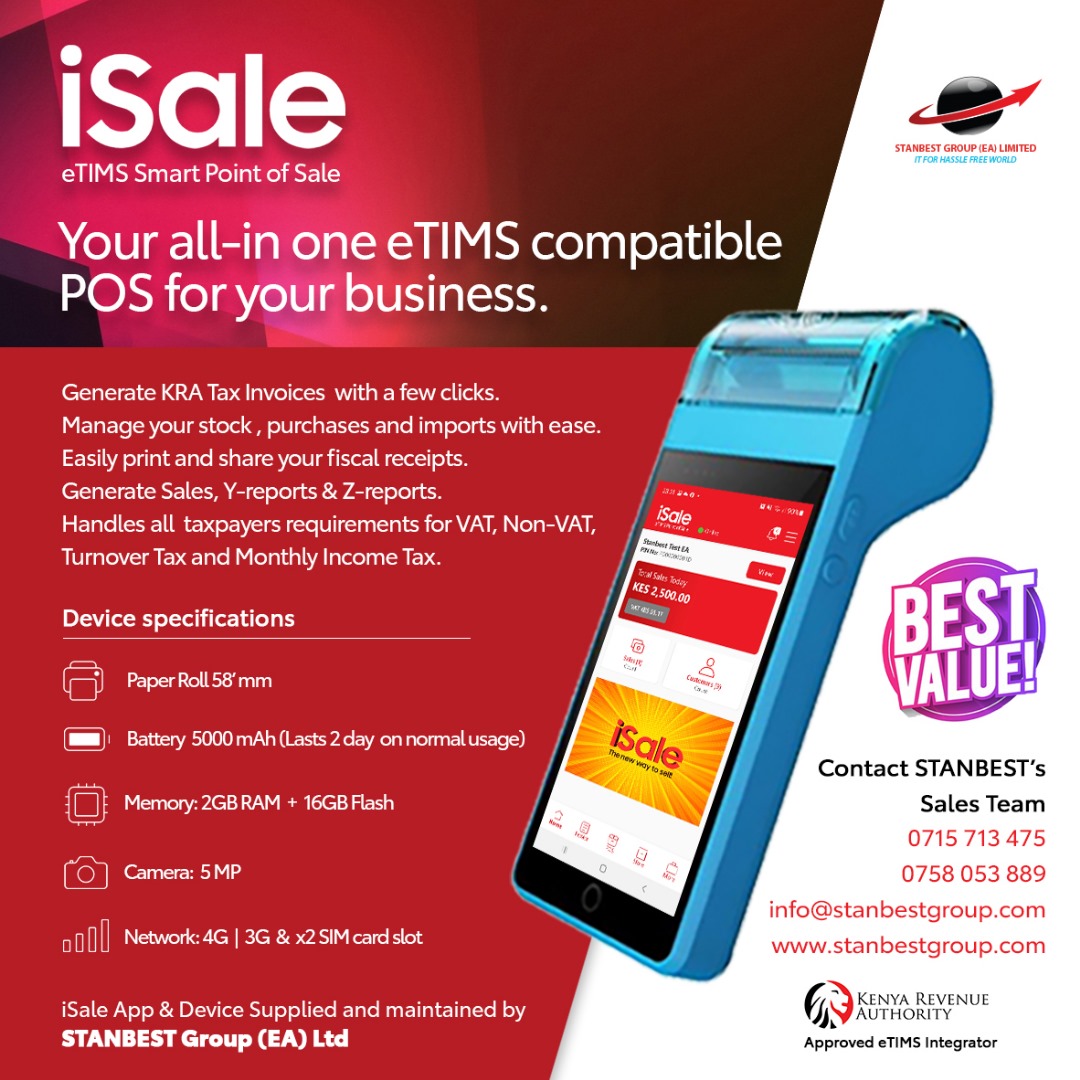 iSale
eTIMS Smart Point of Sale
STANBEST GROUP (EA) LIMITED
IT FOR HASSLE FREE WORLD
Your all-in one eTIMS compatible
POS for your business.
Generate KRA Tax Invoices with a few clicks.
Manage your stock , purchases and imports with ease.
Easily print and share your fiscal receipts.
Generate Sales, Y-reports & Z-reports.
Handles all taxpayers requirements for VAT, Non-VAT,
Turnover Tax and Monthly Income Tax.
Device specifications
Paper Roll 58’ mm
Battery 5000 mAh (Lasts 2 day on normal usage)
Memory: 2GB RAM + 16GB Flash
Camera: 5 MP
Network: 4G | 3G & x2 SIM card slot
iSale App & Device Supplied and maintained by
STANBEST Group (EA) Ltd
iSale
Stanbest Test EA
View
Total Sales Today
KES 2,500.00
Customers
iSale
The new way to sell!
Home
More
BEST
VALUE!
Contact STANBEST’s
Sales Team
0715 713 475
0758 053 889
info@stanbestgroup.com
www.stanbestgroup.com
KENYA REVENUE
AUTHORITY
Approved eTIMS Integrator